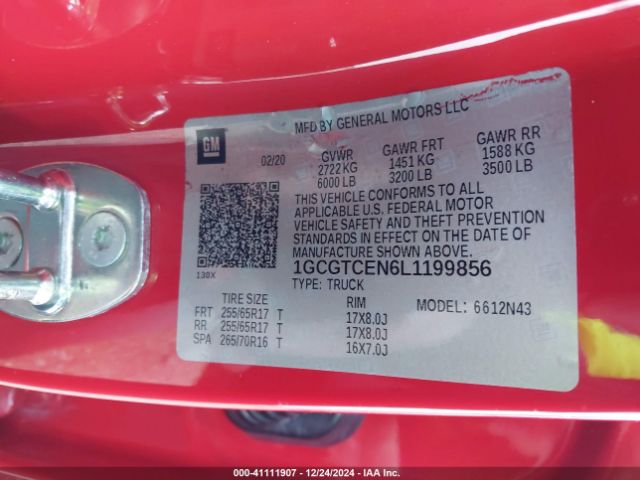 MFD BY GENERAL MOTORS LLC
GM
02/20
GVWR GAWR FRT GAWR RR
2722 KG 1451 KG 1588 KG
6000 LB 3200 LB 3500 LB
THIS VEHICLE CONFORMS TO ALL
APPLICABLE U.S. FEDERAL MOTOR
VEHICLE SAFETY AND THEFT PREVENTION
STANDARDS IN EFFECT ON THE DATE OF
MANUFACTURE SHOWN ABOVE.
130X
1GCGTCEN6L1199856
TYPE: TRUCK
TIRE SIZE RIM MODEL: 6612N43
FRT 255/65R17 T 17X8.0J
RR 255/65R17 T 17X8.0J
SPA 265/70R16 T 16X7.0J
000-41111907 - 12/24/2024 - IAA Inc.